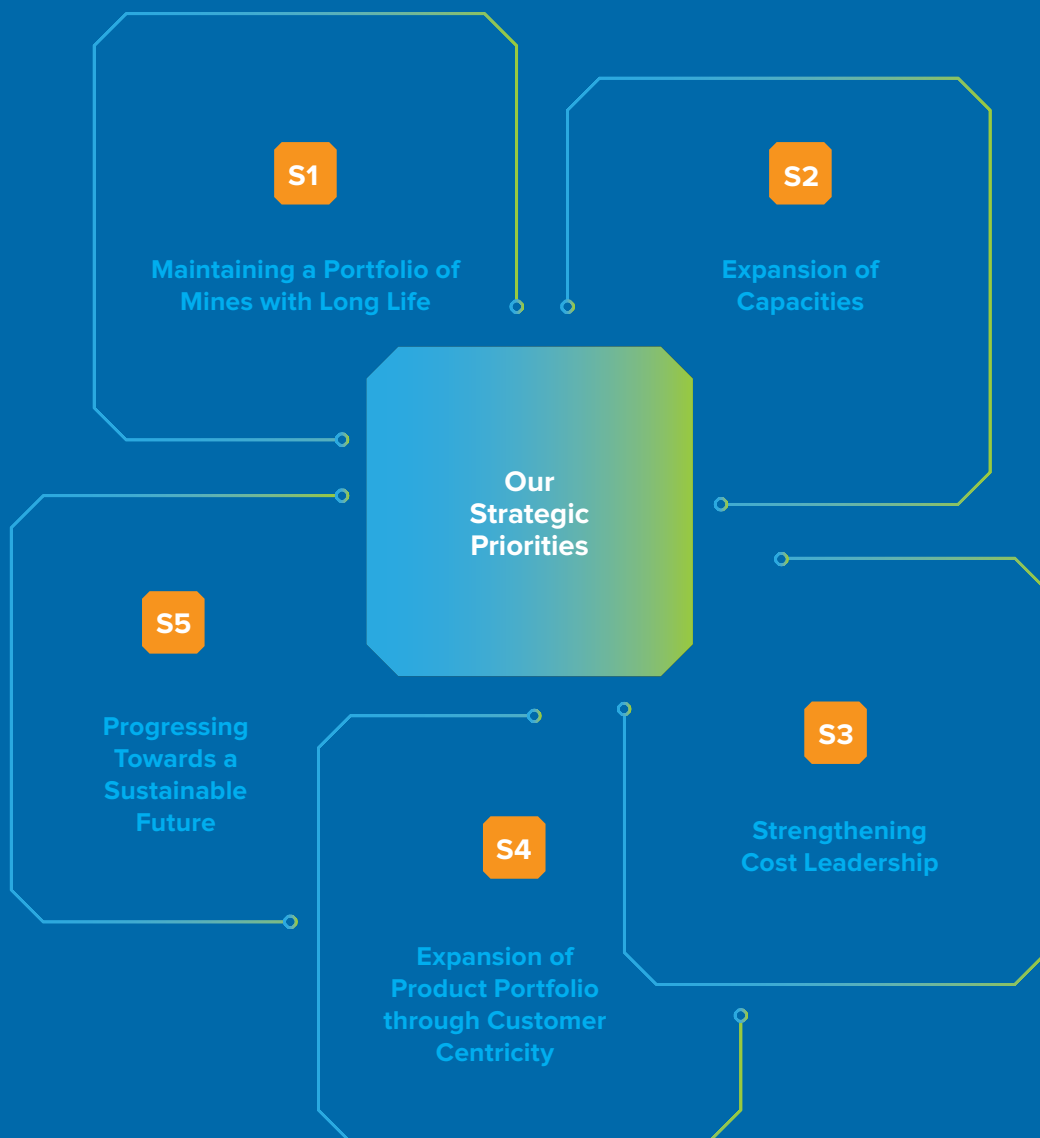 S1
Maintaining a Portfolio of
Mines with Long Life
S2
Expansion of
Capacities
Our
Strategic
Priorities
S3
Strengthening
Cost Leadership
S4
Expansion of
Product Portfolio
through Customer
Centricity
S5
Progressing
Towards a
Sustainable
Future